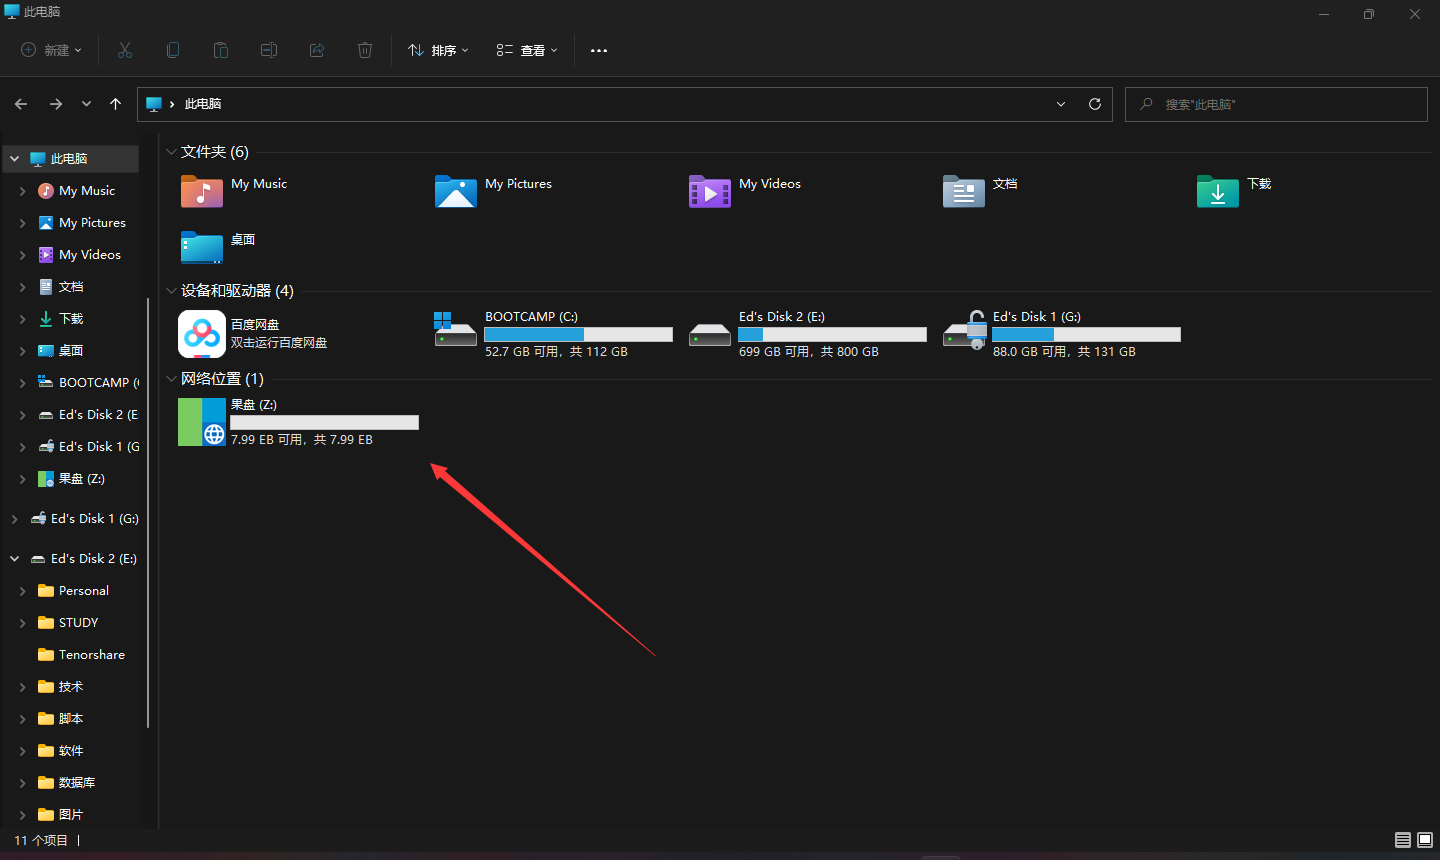 此电脑
新建
排序
查看
此电脑
搜索"此电脑"
此电脑
My Music
My Pictures
My Videos
文档
下载
桌面
BOOTCAMP (
Ed's Disk 2 (E
Ed's Disk 1 (G
果盘 (Z:)
Ed's Disk 1 (G:)
Ed's Disk 2 (E:)
Personal
STUDY
Tenorshare
技术
脚本
软件
数据库
图片
文件夹 (6)
My Music
My Pictures
My Videos
文档
下载
桌面
设备和驱动器 (4)
百度网盘
双击运行百度网盘
BOOTCAMP (C:)
52.7 GB 可用，共 112 GB
Ed's Disk 2 (E:)
699 GB 可用，共 800 GB
Ed's Disk 1 (G:)
88.0 GB 可用，共 131 GB
网络位置 (1)
果盘 (Z:)
7.99 EB 可用，共 7.99 EB
11 个项目